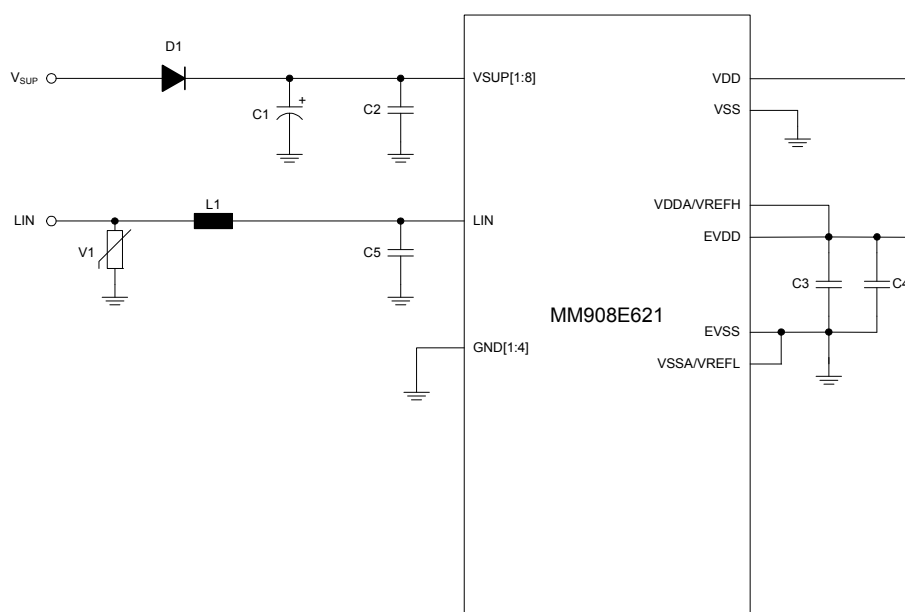 D1
VSUP
VSUP[1:8]
VDD
C1
+
C2
VSS
VDDA/VREFH
LIN
L1
LIN
EVDD
V1
C5
C3
C4
MM908E621
EVSS
GND[1:4]
VSSA/VREFL